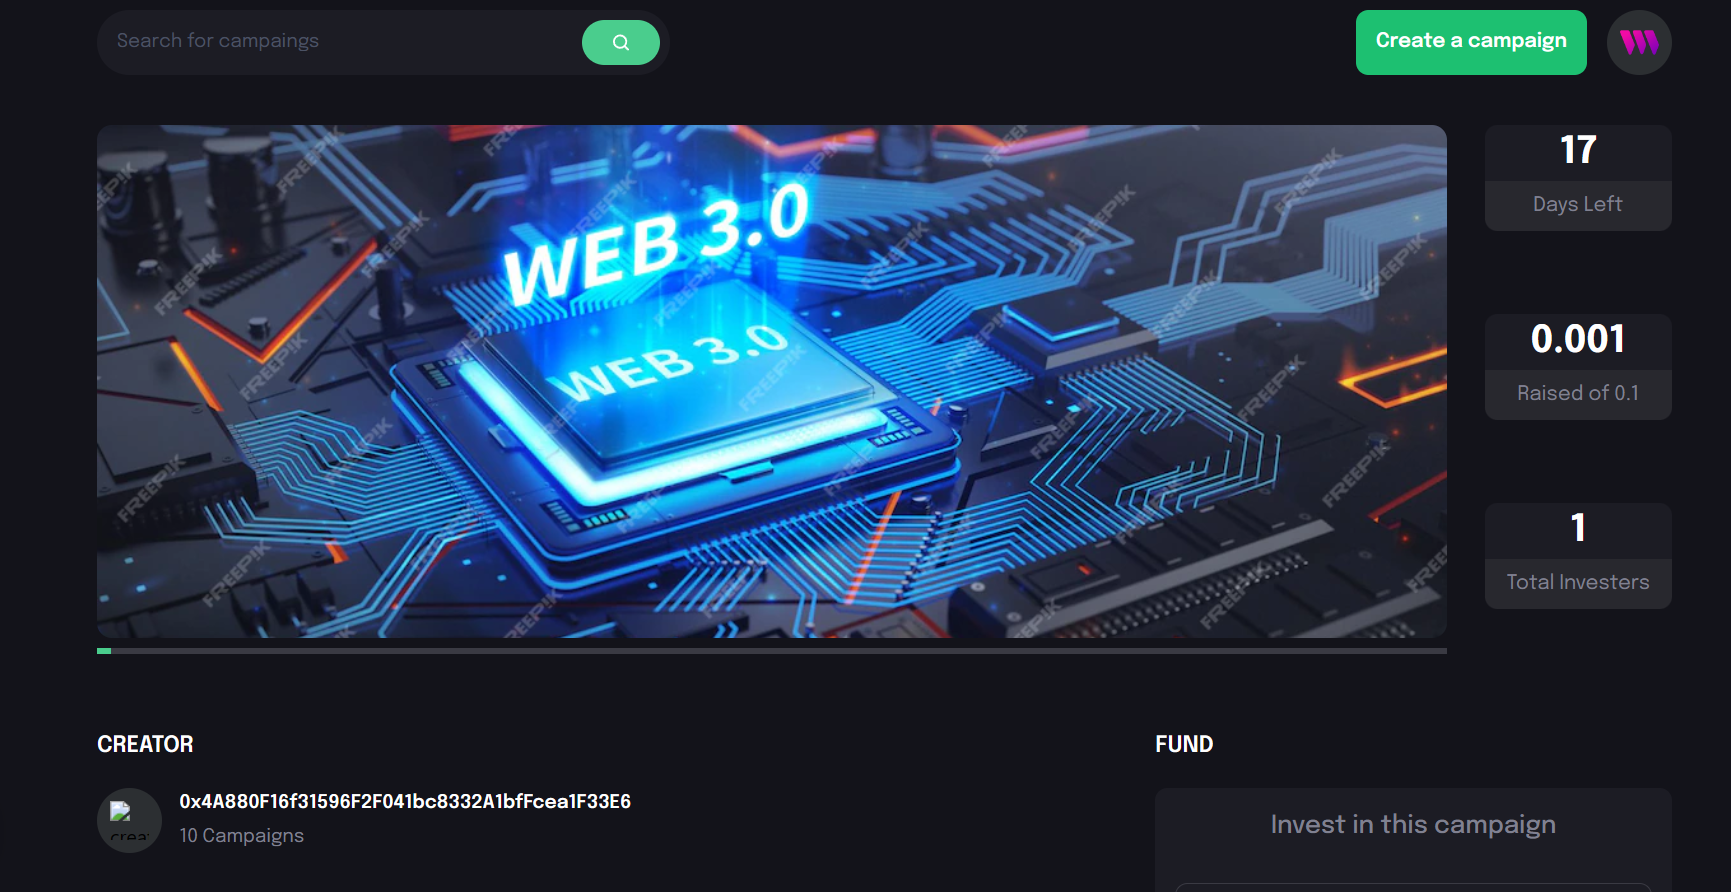 Search for campaings
Create a campaign
WEB 3.0
WEB 3.0
FREEPIK
17
Days Left
0.001
Raised of 0.1
1
Total Investers
CREATOR
0x4A880F16f31596F2F041bc8332A1bfFcea1F33E6
10 Campaigns
FUND
Invest in this campaign